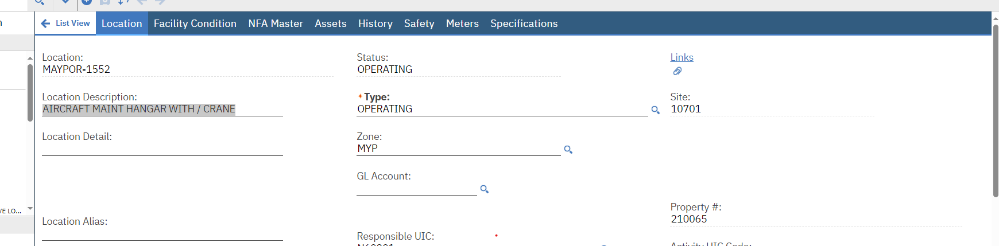 List View Location Facility Condition NFA Master Assets History Safety Meters Specifications
Location:
MAYPOR-1552
Status:
OPERATING
Links
Location Description:
AIRCRAFT MAINT HANGAR WITH / CRANE
Type:
OPERATING
Site:
10701
Location Detail:
Zone:
MYP
GL Account:
Property #:
210065
Location Alias:
Responsible UIC:
LO...